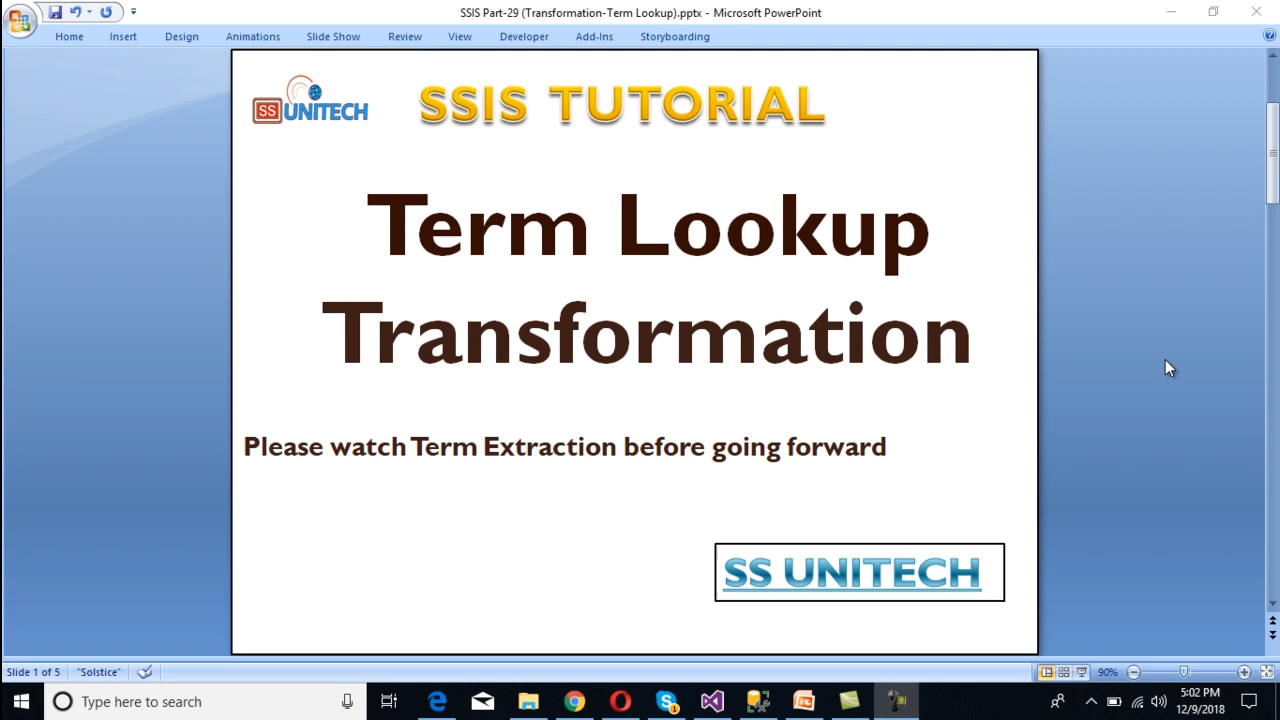 SSIS Part-29 (Transformation-Term Lookup).pptx - Microsoft PowerPoint
Home Insert Design Animations Slide Show Review View Developer Add-Ins Storyboarding
SS UNITECH
SSIS TUTORIAL
Term Lookup
Transformation
Please watch Term Extraction before going forward
SS UNITECH
Slide 1 of 5 "Solstice" 90%
Type here to search
5:02 PM
12/9/2018